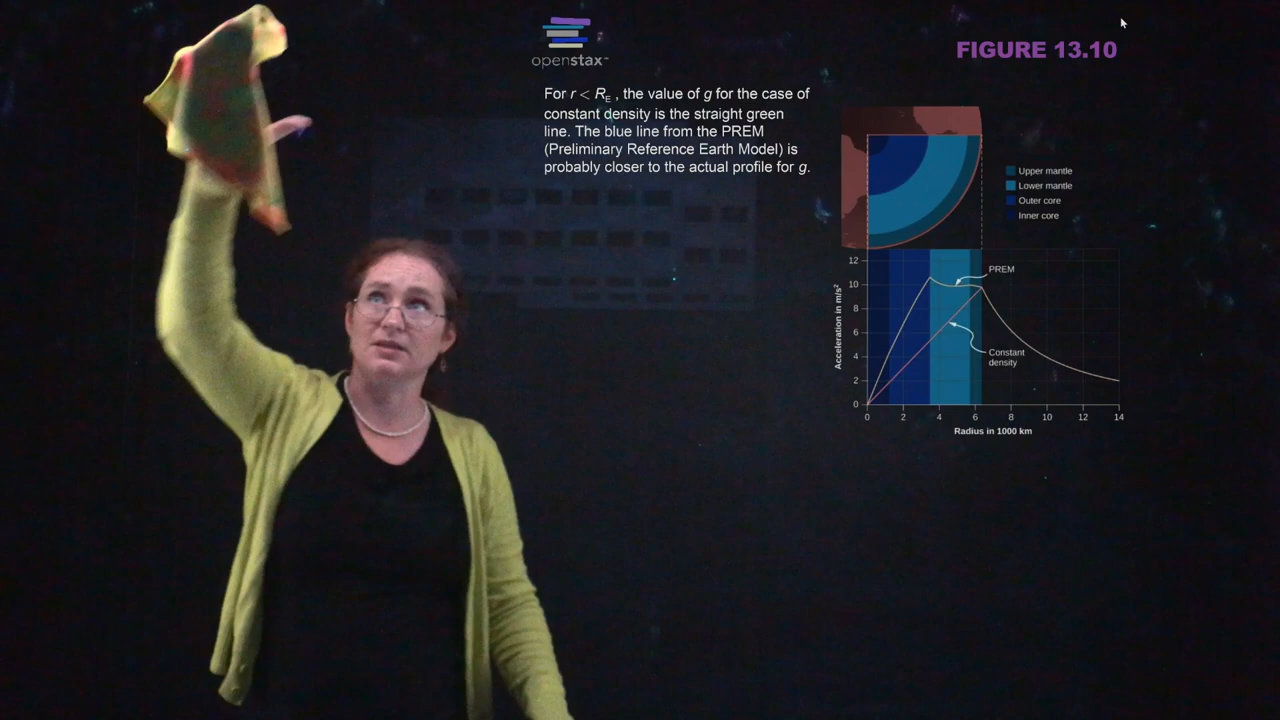 openstax™
FIGURE 13.10
For r < RE , the value of g for the case of
constant density is the straight green
line. The blue line from the PREM
(Preliminary Reference Earth Model) is
probably closer to the actual profile for g.
Upper mantle
Lower mantle
Outer core
Inner core
Acceleration in m/s²
12
10
8
6
4
2
0
PREM
Constant
density
0 2 4 6 8 10 12 14
Radius in 1000 km